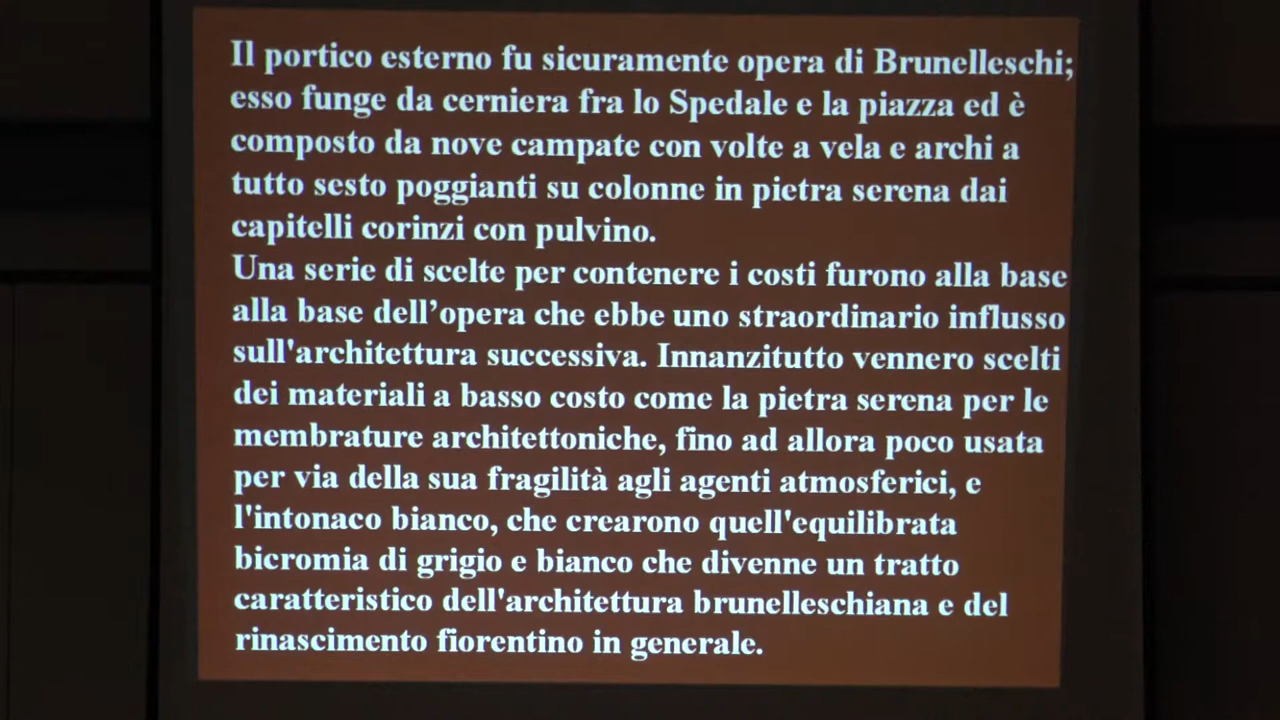 Il portico esterno fu sicuramente opera di Brunelleschi;
esso funge da cerniera fra lo Spedale e la piazza ed è
composto da nove campate con volte a vela e archi a
tutto sesto poggianti su colonne in pietra serena dai
capitelli corinzi con pulvino.
Una serie di scelte per contenere i costi furono alla base
alla base dell’opera che ebbe uno straordinario influsso
sull'architettura successiva. Innanzitutto vennero scelti
dei materiali a basso costo come la pietra serena per le
membrature architettoniche, fino ad allora poco usata
per via della sua fragilità agli agenti atmosferici, e
l'intonaco bianco, che crearono quell'equilibrata
bicromia di grigio e bianco che divenne un tratto
caratteristico dell'architettura brunelleschiana e del
rinascimento fiorentino in generale.